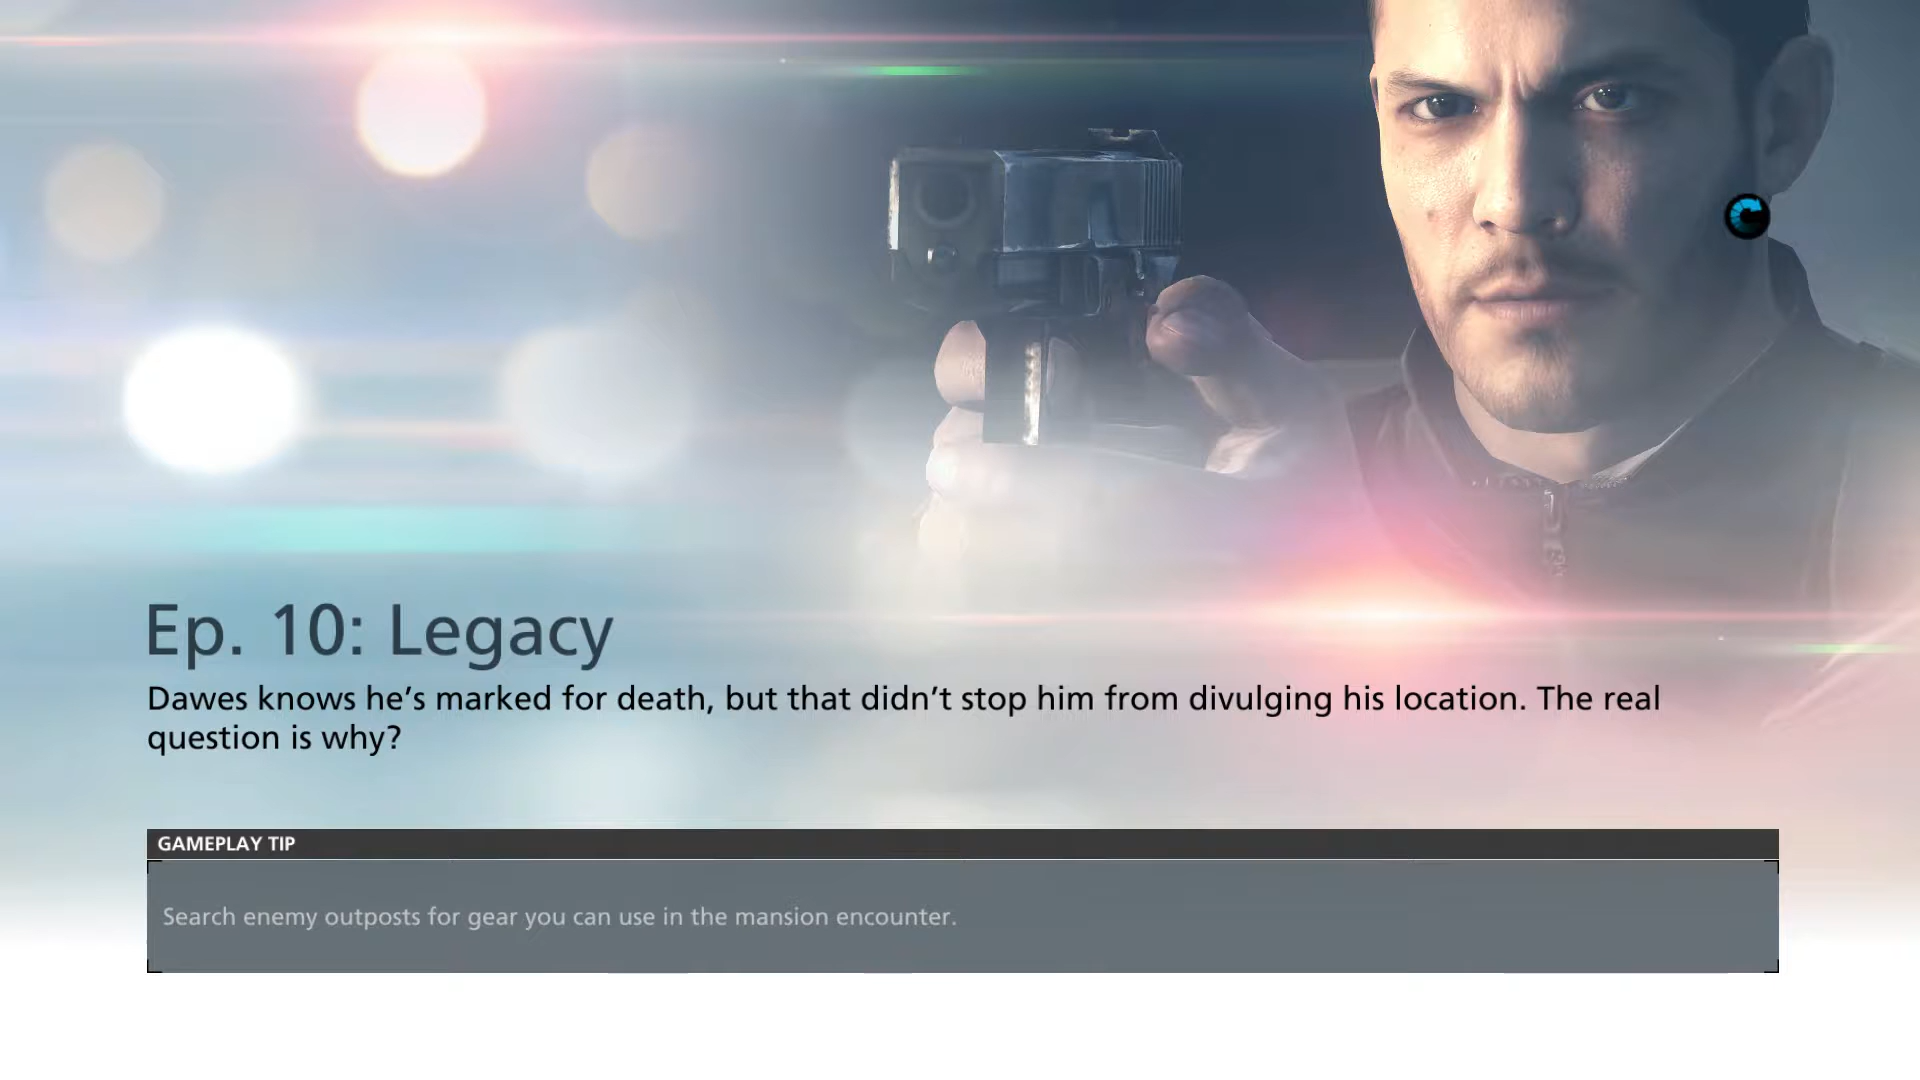 Ep. 10: Legacy
Dawes knows he’s marked for death, but that didn’t stop him from divulging his location. The real
question is why?
GAMEPLAY TIP
Search enemy outposts for gear you can use in the mansion encounter.